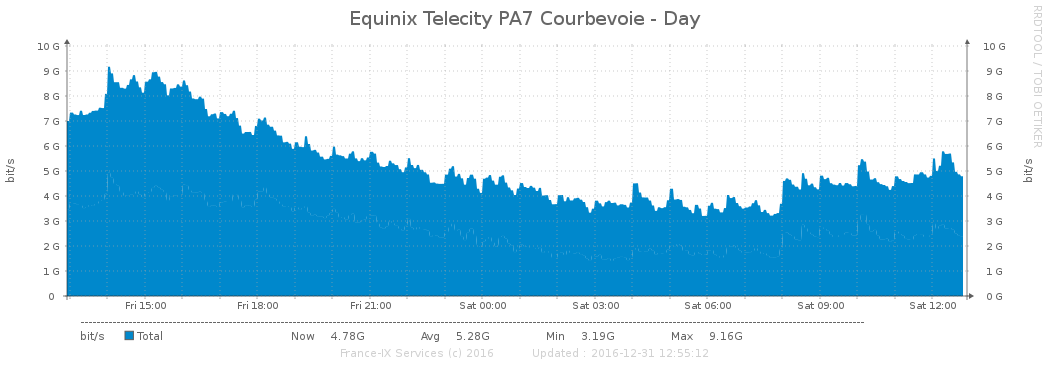 Equinix Telecity PA7 Courbevoie - Day
RRDTOOL / TOBI OETIKER
10 G 10 G
9 G 9 G
8 G 8 G
7 G 7 G
6 G 6 G
5 G 5 G
4 G 4 G
3 G 3 G
2 G 2 G
1 G 1 G
0 0 G
bit/s bit/s
Fri 15:00 Fri 18:00 Fri 21:00 Sat 00:00 Sat 03:00 Sat 06:00 Sat 09:00 Sat 12:00
bit/s Total Now 4.78G Avg 5.28G Min 3.19G Max 9.16G
France-IX Services (c) 2016 Updated : 2016-12-31 12:55:12